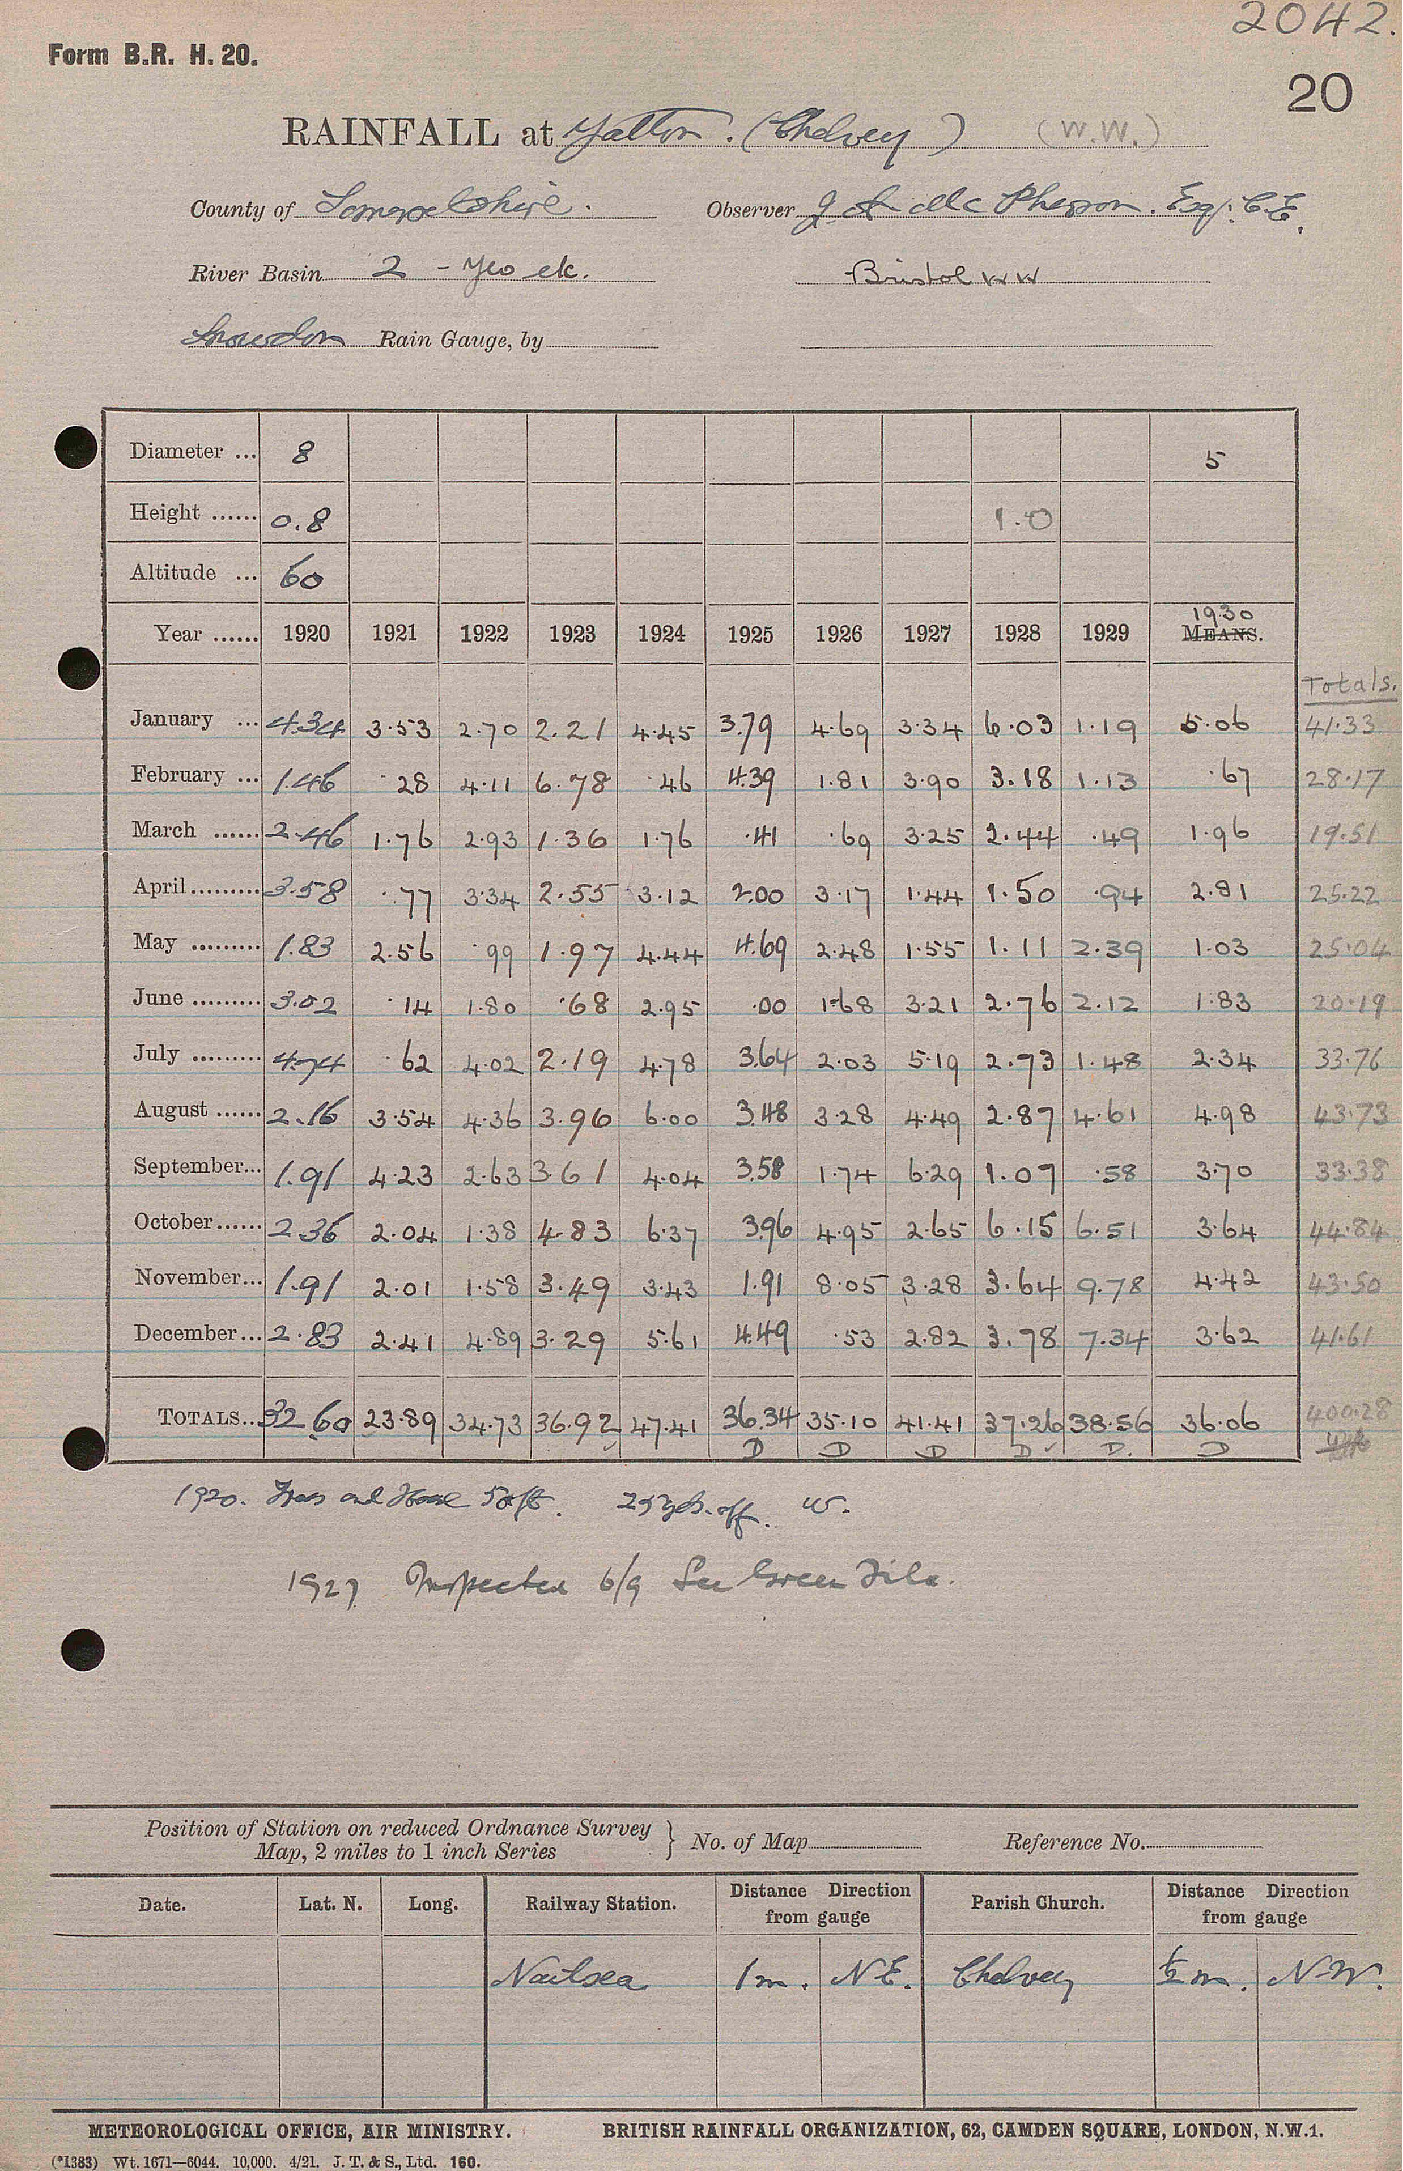 2042.
Form B.R. H. 20.
20
RAINFALL at Yatton. (Chelvey) (W.W.)
County of Somersetshire. Observer J. A. Mc Pherson. Esq. C.E.
River Basin 2 - Yeo etc. Bristol W W
Snowdon Rain Gauge, by
Diameter ... 8 5
Height ...... 0.8 1.0
Altitude ... 60
Year ...... 1920 1921 1922 1923 1924 1925 1926 1927 1928 1929 1930 MEANS.
Totals.
January ... 4.34 3.53 2.70 2.21 4.45 3.79 4.69 3.34 6.03 1.19 5.06 41.33
February ... 1.46 .28 4.11 6.78 .46 4.39 1.81 3.90 3.18 1.13 .67 28.17
March ...... 2.46 1.76 2.93 1.36 1.76 .41 .69 3.25 2.44 .49 1.96 19.51
April ......... 3.58 .77 3.34 2.55 3.12 2.00 3.17 1.44 1.50 .94 2.81 25.22
May ......... 1.83 2.56 .99 1.97 4.44 4.69 2.48 1.55 1.11 2.39 1.03 25.04
June ......... 3.02 .14 1.80 .68 2.95 .00 1.68 3.21 2.76 2.12 1.83 20.19
July ......... 4.74 .62 4.02 2.19 4.78 3.64 2.03 5.19 2.73 1.48 2.34 33.76
August ...... 2.16 3.54 4.36 3.96 6.00 3.48 3.28 4.49 2.87 4.61 4.98 43.73
September... 1.91 4.23 2.63 3.61 4.04 3.58 1.74 6.29 1.07 .58 3.70 33.38
October ...... 2.36 2.04 1.38 4.83 6.37 3.96 4.95 2.65 6.15 6.51 3.64 44.84
November... 1.91 2.01 1.58 3.49 3.43 1.91 8.05 3.28 3.64 9.78 4.42 43.50
December... 2.83 2.41 4.89 3.29 5.61 4.49 .53 2.82 3.78 7.34 3.62 41.61
TOTALS.. 32.60 23.89 34.73 36.92 47.41 36.34 35.10 41.41 37.26 38.56 36.06 400.28
D D D D D. D
1920. Trees and House 50 ft. 25 yds. off. W.
1927 Inspected 6/9 See Green File.
Position of Station on reduced Ordnance Survey
Map, 2 miles to 1 inch Series } No. of Map Reference No.
Date. Lat. N. Long. Railway Station. Distance Direction from gauge Parish Church. Distance Direction from gauge
Nailsea 1 m. N E. Chelvey ½ m. N-W.
METEOROLOGICAL OFFICE, AIR MINISTRY. BRITISH RAINFALL ORGANIZATION, 62, CAMDEN SQUARE, LONDON, N.W.1.
(*1383) Wt. 1671—6044. 10,000. 4/21. J. T. & S., Ltd. 160.